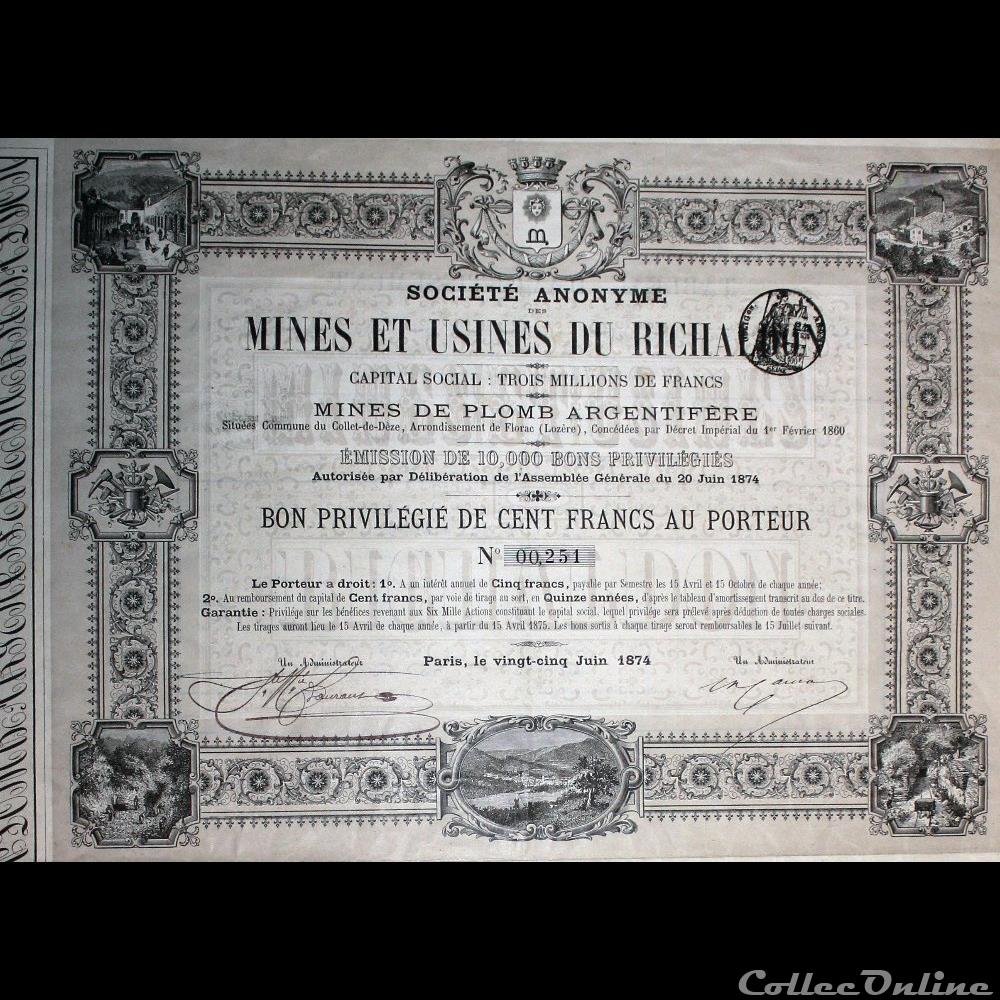 SOCIÉTÉ ANONYME
DES
MINES ET USINES DU RICHALDON
CAPITAL SOCIAL : TROIS MILLIONS DE FRANCS
MINES DE PLOMB ARGENTIFÈRE
Situées Commune du Collet-de-Dèze, Arrondissement de Florac (Lozère), Concédées par Décret Impérial du 1er Février 1860
ÉMISSION DE 10,000 BONS PRIVILÉGIÉS
Autorisée par Délibération de l'Assemblée Générale du 20 Juin 1874
BON PRIVILÉGIÉ DE CENT FRANCS AU PORTEUR
No 00,251
Le Porteur a droit : 1o. A un intérêt annuel de Cinq francs, payable par Semestre les 15 Avril et 15 Octobre de chaque année;
2o. Au remboursement du capital de Cent francs, par voie de tirage au sort, en Quinze années, d'après le tableau d'amortissement transcrit au dos de ce titre.
Garantie : Privilége sur les bénéfices revenant aux Six Mille Actions constituant le capital social, lequel privilége sera prélevé après déduction de toutes charges sociales.
Les tirages auront lieu le 15 Avril de chaque année, à partir du 15 Avril 1875. Les bons sortis à chaque tirage seront remboursables le 15 Juillet suivant.
Un Administrateur
Paris, le vingt-cinq Juin 1874
Un Administrateur
CollecOnline